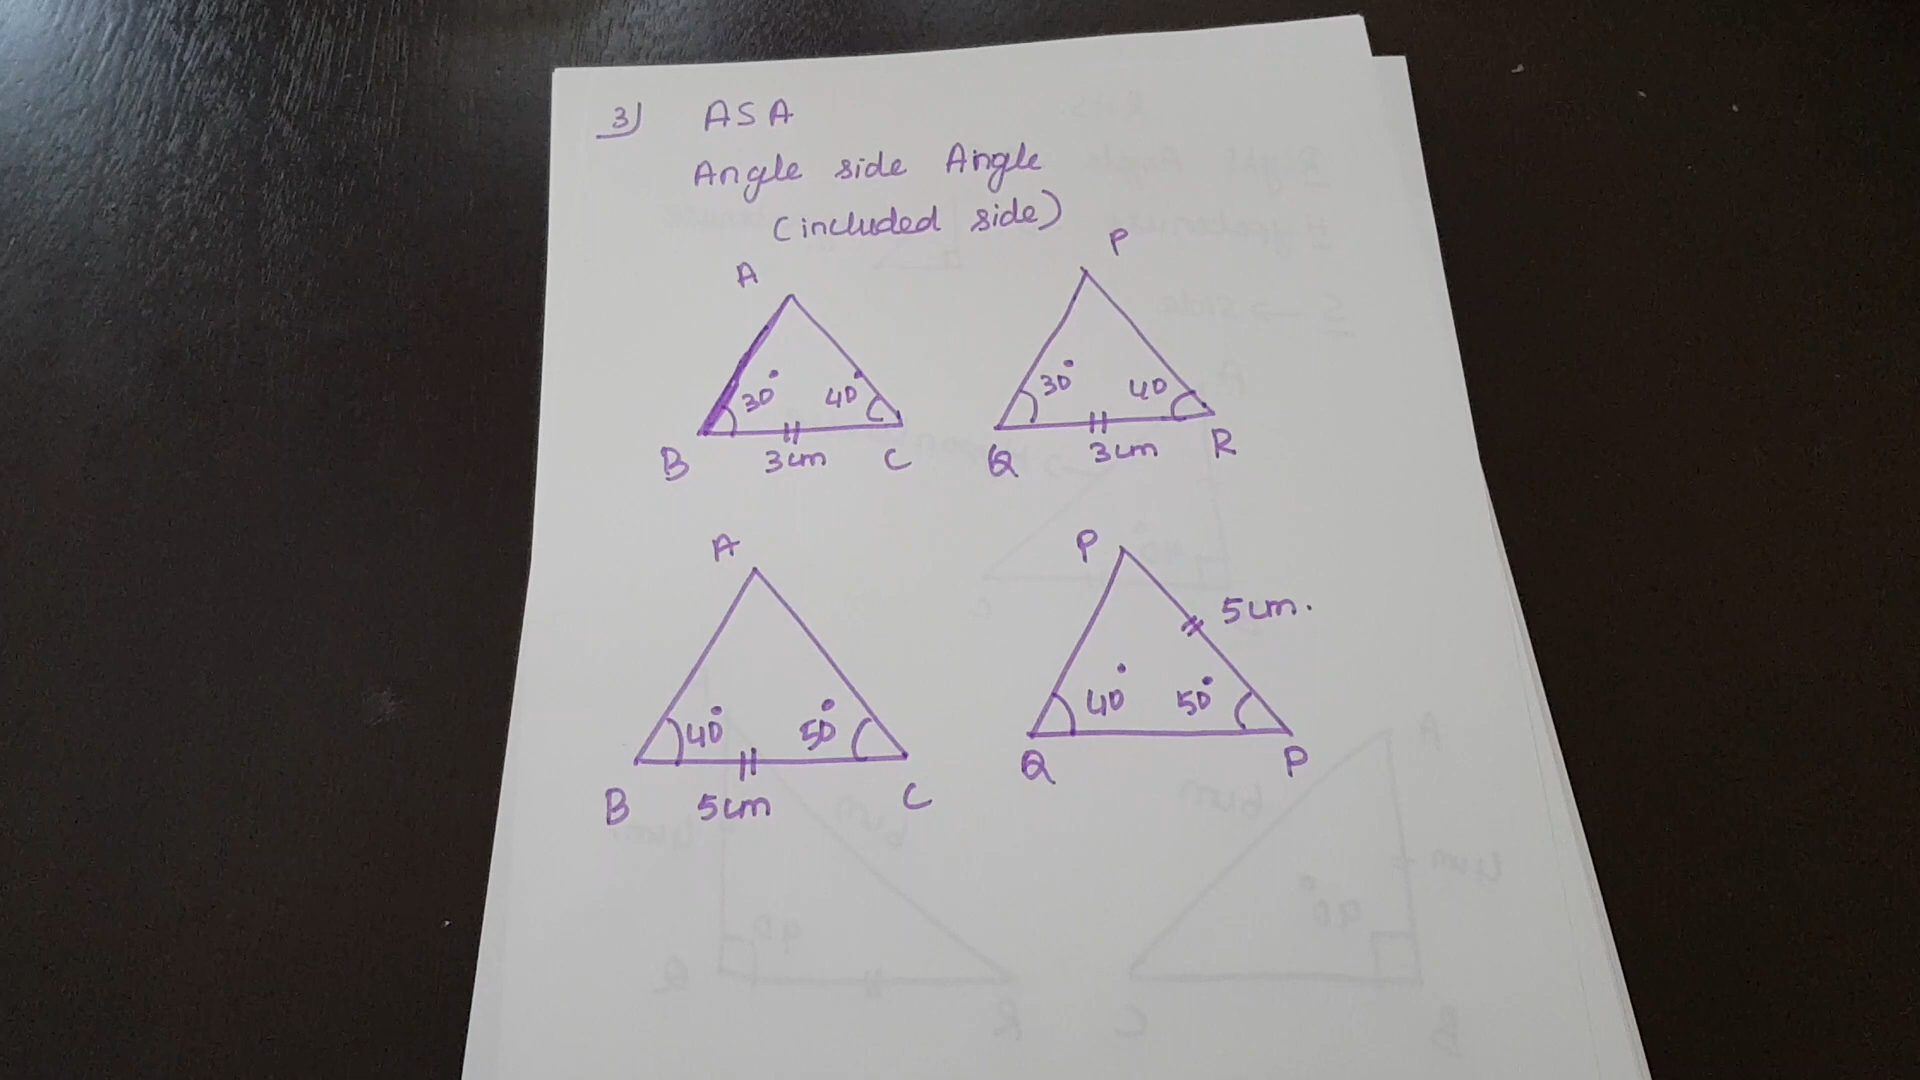 3) ASA
Angle side Angle
(included side)
A
P
30° 40°
30° 40
B 3cm C
Q 3cm R
A
P
5cm.
40° 50°
40° 50°
B 5cm C
Q P